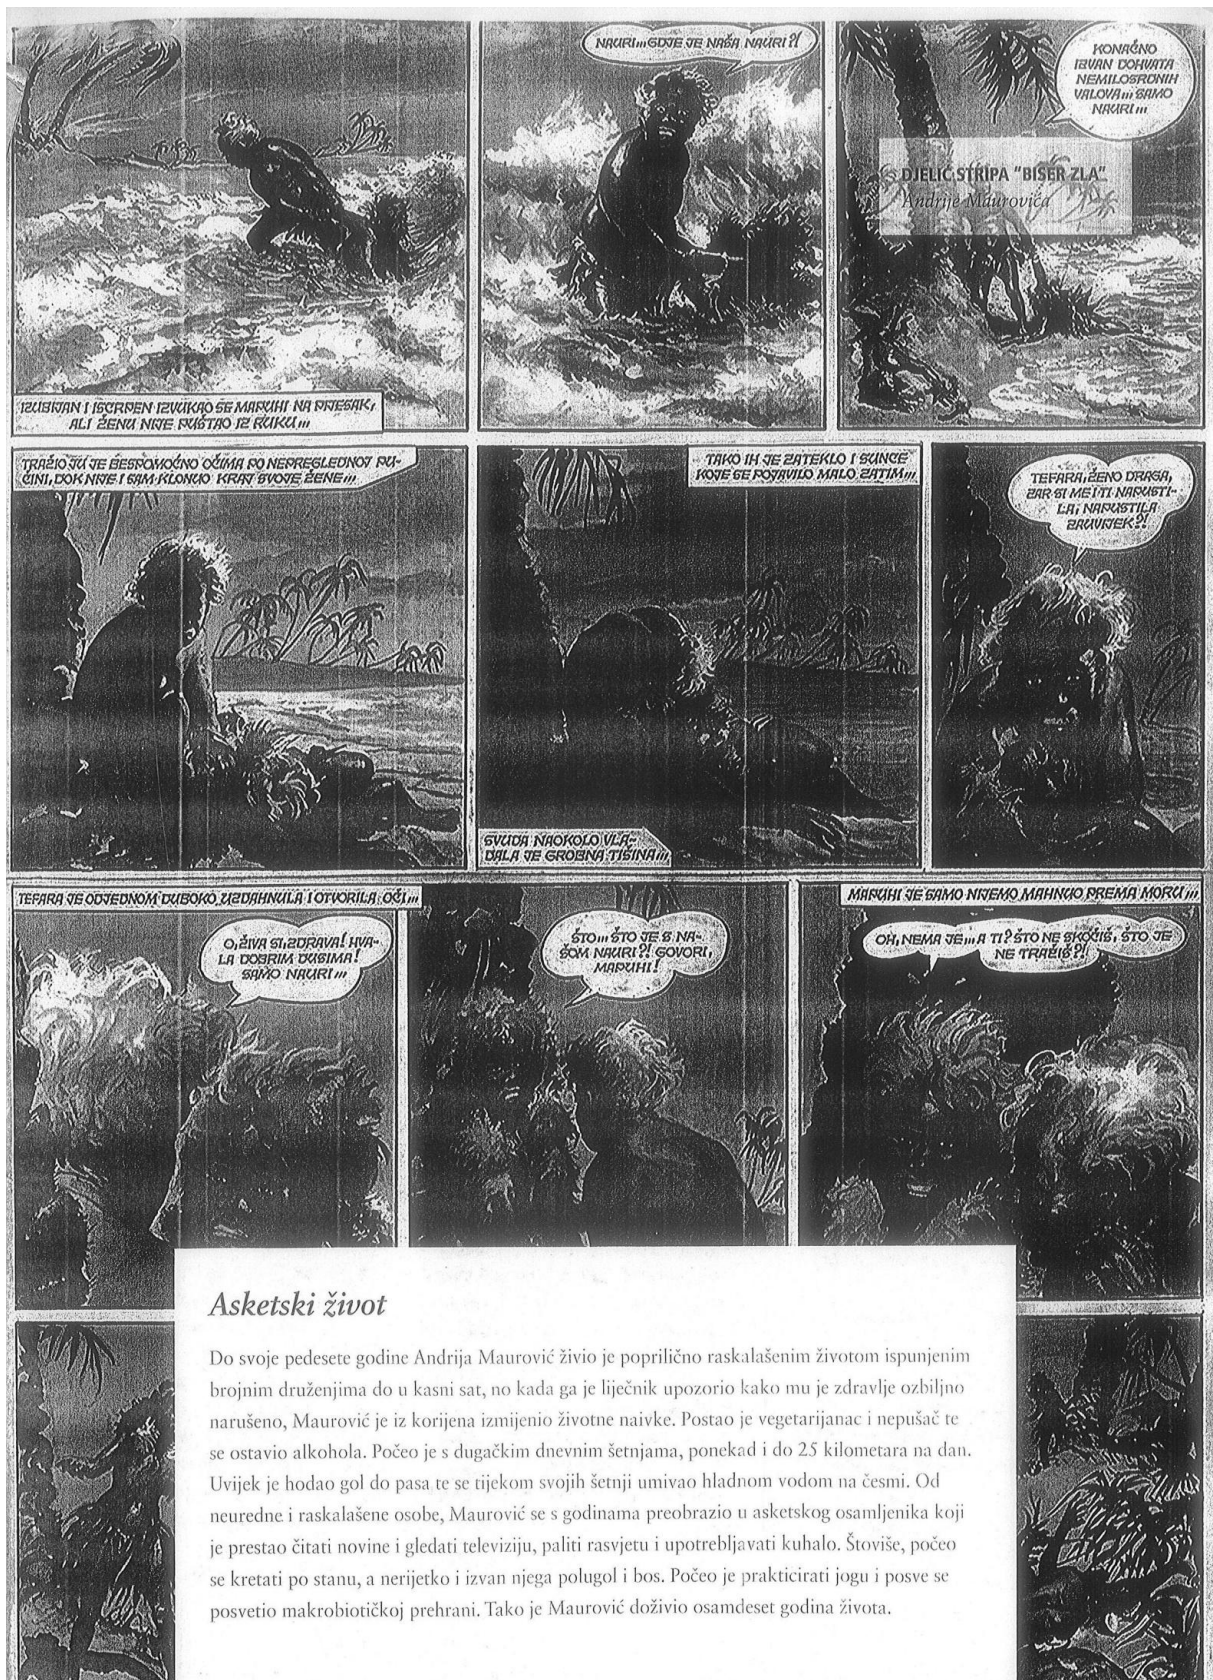 NAURI... GDJE JE NAŠA NAURI?!
KONAČNO
IZVAN DOHVATA
NEMILOSRDNIH
VALOVA... SAMO
NAURI...
DJELIĆ STRIPA "BISER ZLA"
Andrije Maurovića
IZUBIJAN I ISCRPEN IZVUKAO SE MAPUHI NA PIJESAK,
ALI ŽENU NIJE PUŠTAO IZ RUKU...
TRAŽIO JU JE BESPOMOĆNO OČIMA PO NEPREGLEDNOJ PU-
ČINI, DOK NIJE I SAM KLONUO KRAJ SVOJE ŽENE...
TAKO IH JE ZATEKLO I SUNCE
KOJE SE POJAVILO MALO ZATIM...
SVUDA NAOKOLO VLA-
DALA JE GROBNA TIŠINA...
TEFARA, ŽENO DRAGA,
ZAR SI ME I TI NAPUSTI-
LA, NAPUSTILA
ZAUVIJEK?!
TEFARA JE ODJEDNOM DUBOKO UZDAHNULA I OTVORILA OČI...
O, ŽIVA SI, ZDRAVA! HVA-
LA DOBRIM DUSIMA!
SAMO NAURI...
ŠTO... ŠTO JE S NA-
ŠOM NAURI?! GOVORI,
MAPUHI!
MAPUHI JE SAMO NIJEMO MAHNUO PREMA MORU...
OH, NEMA JE... A TI? ŠTO NE SKOČIŠ, ŠTO JE
NE TRAŽIŠ?!
Asketski život
Do svoje pedesete godine Andrija Maurović živio je poprilično raskalašenim životom ispunjenim
brojnim druženjima do u kasni sat, no kada ga je liječnik upozorio kako mu je zdravlje ozbiljno
narušeno, Maurović je iz korijena izmijenio životne naivke. Postao je vegetarijanac i nepušač te
se ostavio alkohola. Počeo je s dugačkim dnevnim šetnjama, ponekad i do 25 kilometara na dan.
Uvijek je hodao gol do pasa te se tijekom svojih šetnji umivao hladnom vodom na česmi. Od
neuredne i raskalašene osobe, Maurović se s godinama preobrazio u asketskog osamljenika koji
je prestao čitati novine i gledati televiziju, paliti rasvjetu i upotrebljavati kuhalo. Štoviše, počeo
se kretati po stanu, a nerijetko i izvan njega polugol i bos. Počeo je prakticirati jogu i posve se
posvetio makrobiotičkoj prehrani. Tako je Maurović doživio osamdeset godina života.